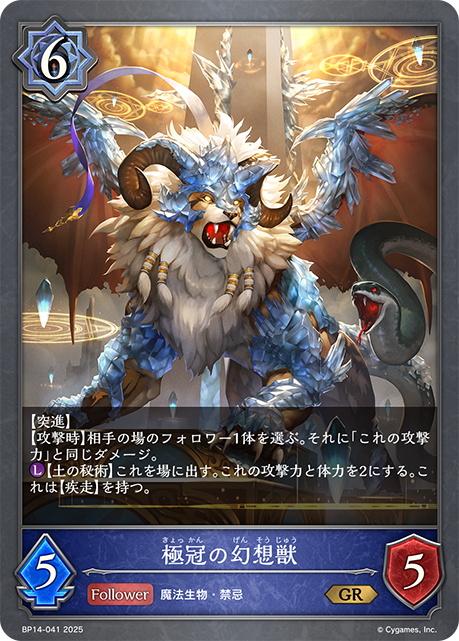 6
【突進】
【攻撃時】相手の場のフォロワー1体を選ぶ。それに「これの攻撃
力」と同じダメージ。
L【土の秘術】これを場に出す。これの攻撃力と体力を2にする。こ
れは【疾走】を持つ。
きょっかん げんそうじゅう
極冠の幻想獣
5
5
Follower 魔法生物・禁忌 GR
BP14-041 2025 © Cygames, Inc.